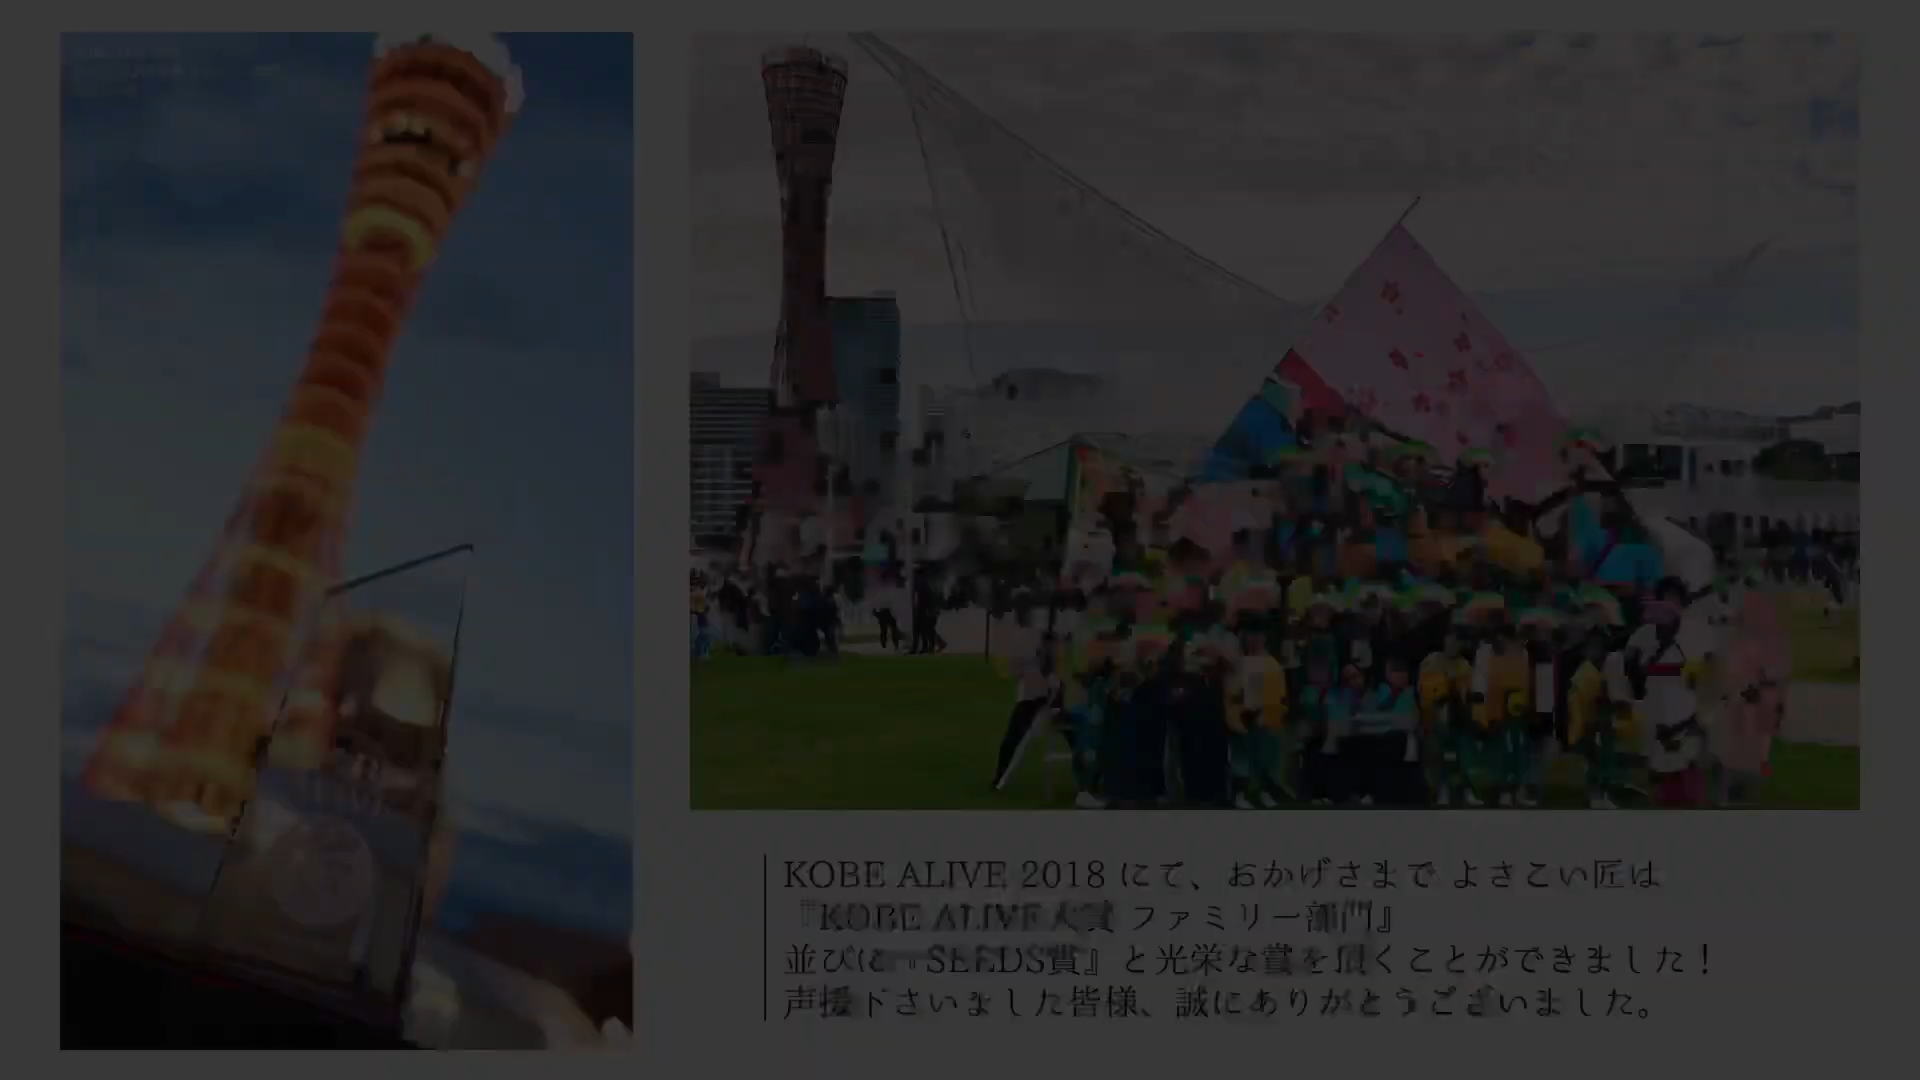 KOBE ALIVE 2018 にて、おかげさまで よさこい匠は
『KOBE ALIVE大賞 ファミリー部門』
並びに『SEEDS賞』と光栄な賞を頂くことができました！
声援下さいました皆様、誠にありがとうございました。